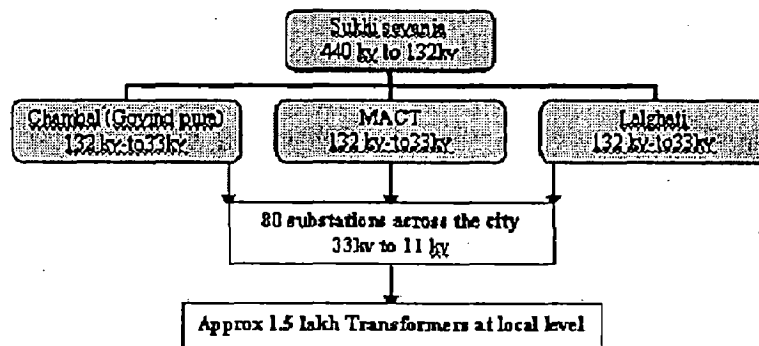 Sukhi sevania
440 kv to 132kv
Chambal (Govind pura)
132 kv-to33kv
MACT
132 kv-to33kv
Lalghati
132 kv-to33kv
80 substations across the city
33kv to 11 kv
Approx 1.5 lakh Transformers at local level